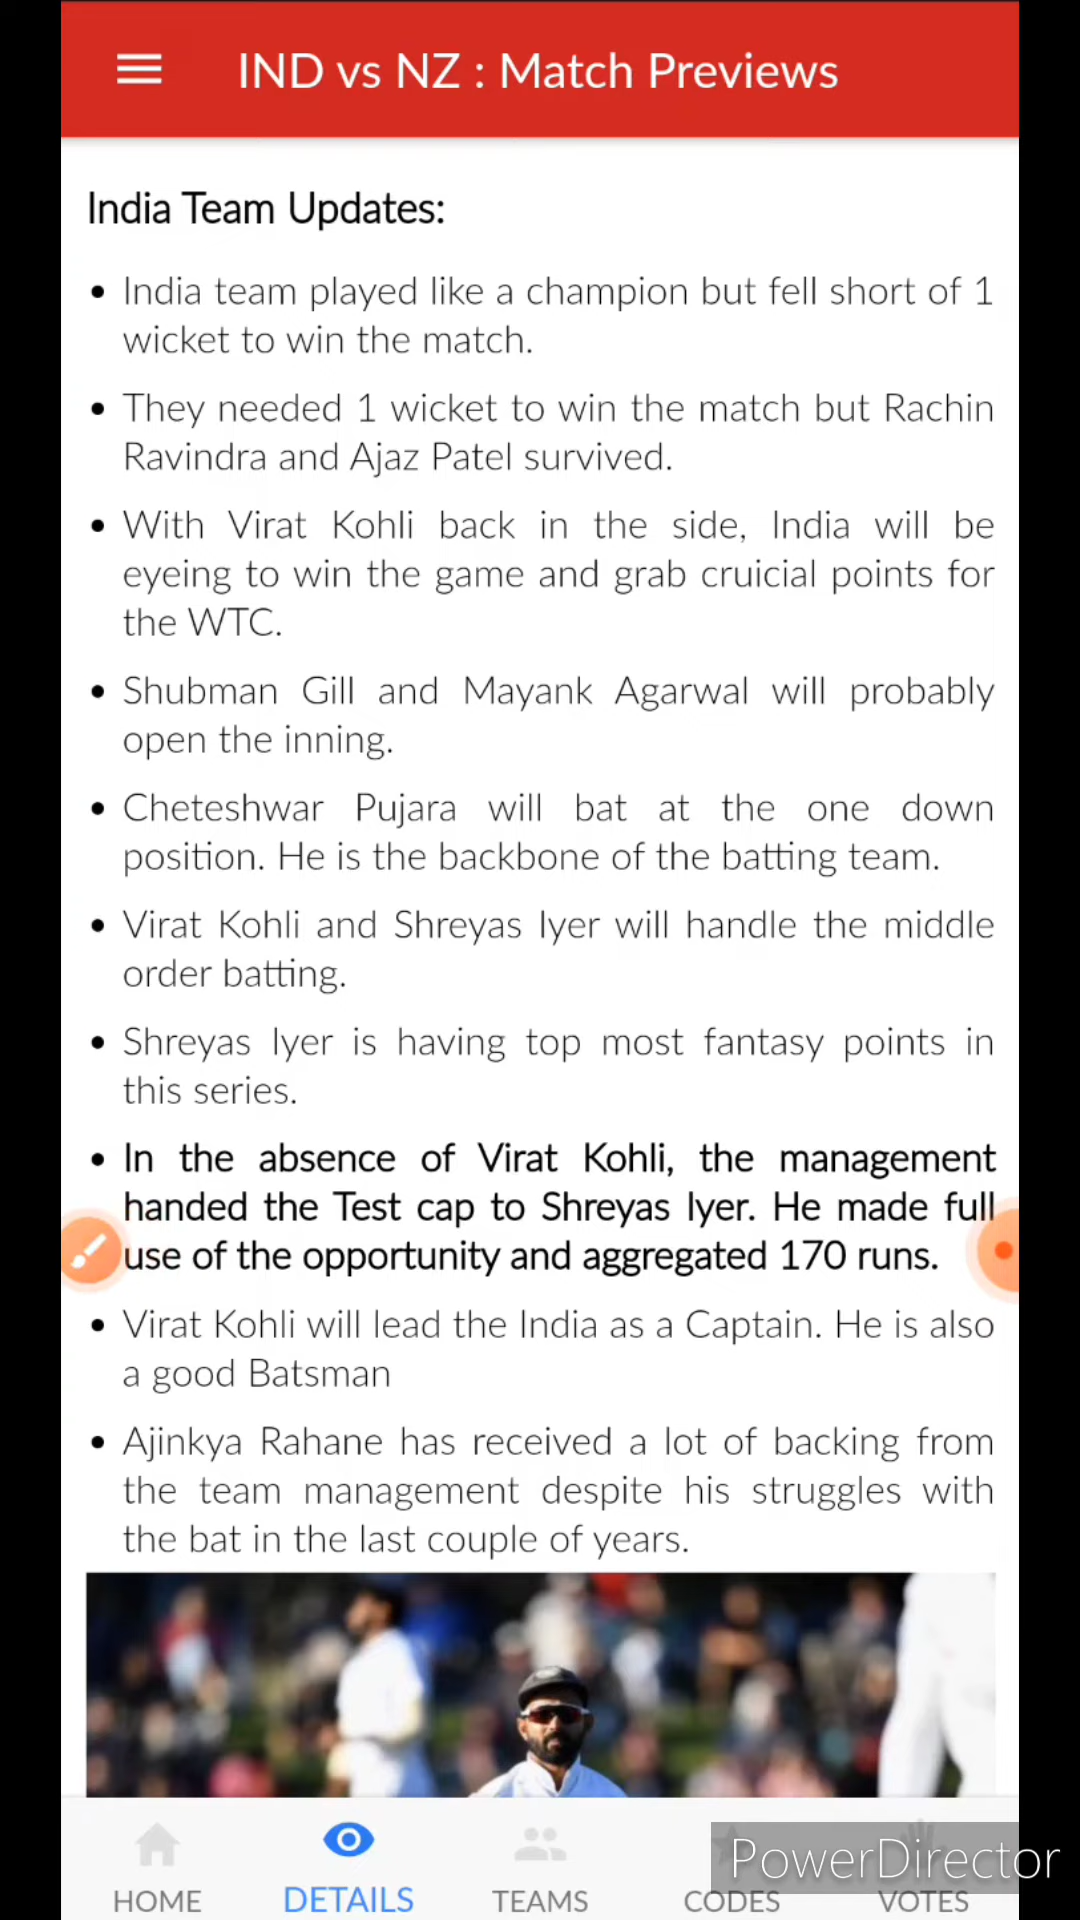 IND vs NZ : Match Previews
India Team Updates:
• India team played like a champion but fell short of 1
wicket to win the match.
• They needed 1 wicket to win the match but Rachin
Ravindra and Ajaz Patel survived.
• With Virat Kohli back in the side, India will be
eyeing to win the game and grab cruicial points for
the WTC.
• Shubman Gill and Mayank Agarwal will probably
open the inning.
• Cheteshwar Pujara will bat at the one down
position. He is the backbone of the batting team.
• Virat Kohli and Shreyas Iyer will handle the middle
order batting.
• Shreyas Iyer is having top most fantasy points in
this series.
• In the absence of Virat Kohli, the management
handed the Test cap to Shreyas Iyer. He made full
use of the opportunity and aggregated 170 runs.
• Virat Kohli will lead the India as a Captain. He is also
a good Batsman
• Ajinkya Rahane has received a lot of backing from
the team management despite his struggles with
the bat in the last couple of years.
PowerDirector
HOME DETAILS TEAMS CODES VOTES